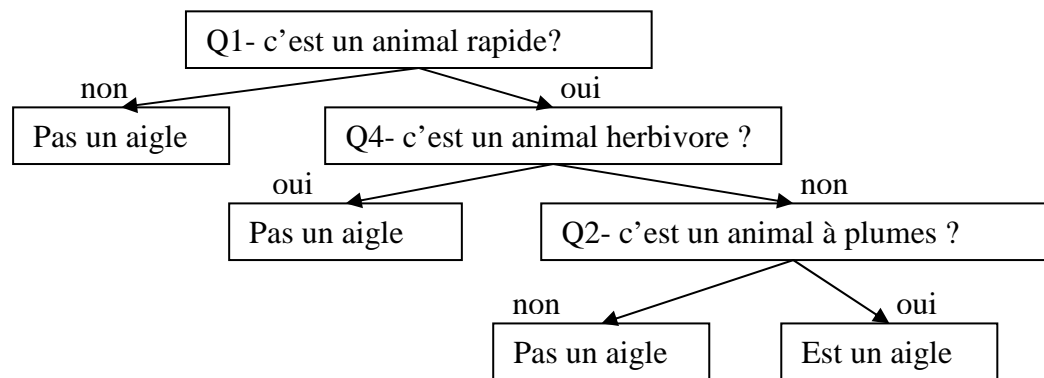 Q1- c’est un animal rapide?
non
oui
Pas un aigle
Q4- c’est un animal herbivore ?
oui
non
Pas un aigle
Q2- c’est un animal à plumes ?
non
oui
Pas un aigle
Est un aigle